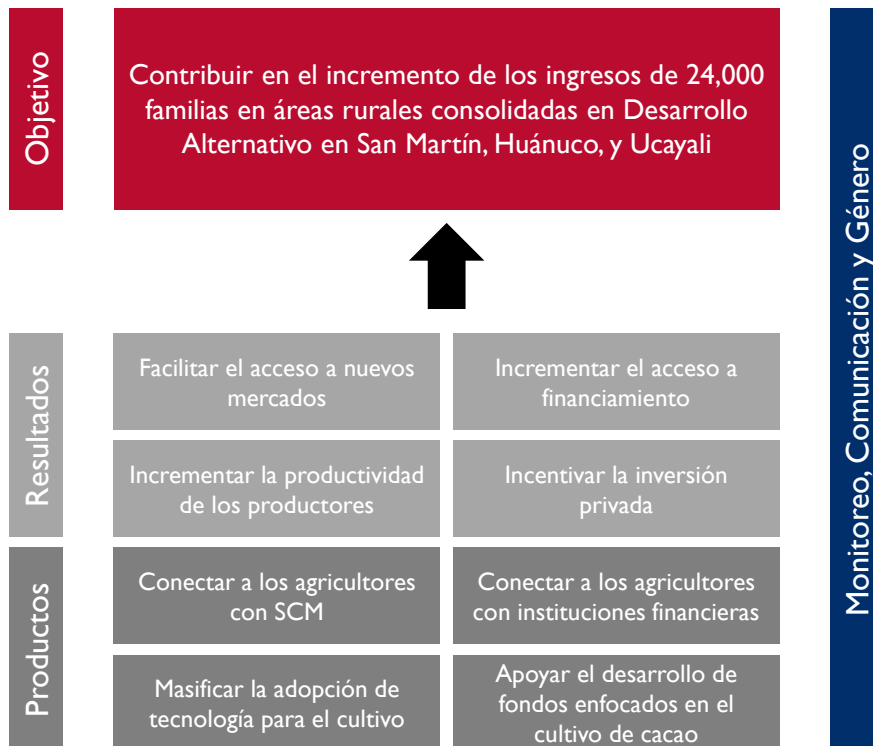 Objetivo
Contribuir en el incremento de los ingresos de 24,000
familias en áreas rurales consolidadas en Desarrollo
Alternativo en San Martín, Huánuco, y Ucayali
Resultados
Facilitar el acceso a nuevos
mercados
Incrementar el acceso a
financiamiento
Incrementar la productividad
de los productores
Incentivar la inversión
privada
Productos
Conectar a los agricultores
con SCM
Conectar a los agricultores
con instituciones financieras
Masificar la adopción de
tecnología para el cultivo
Apoyar el desarrollo de
fondos enfocados en el
cultivo de cacao
Monitoreo, Comunicación y Género